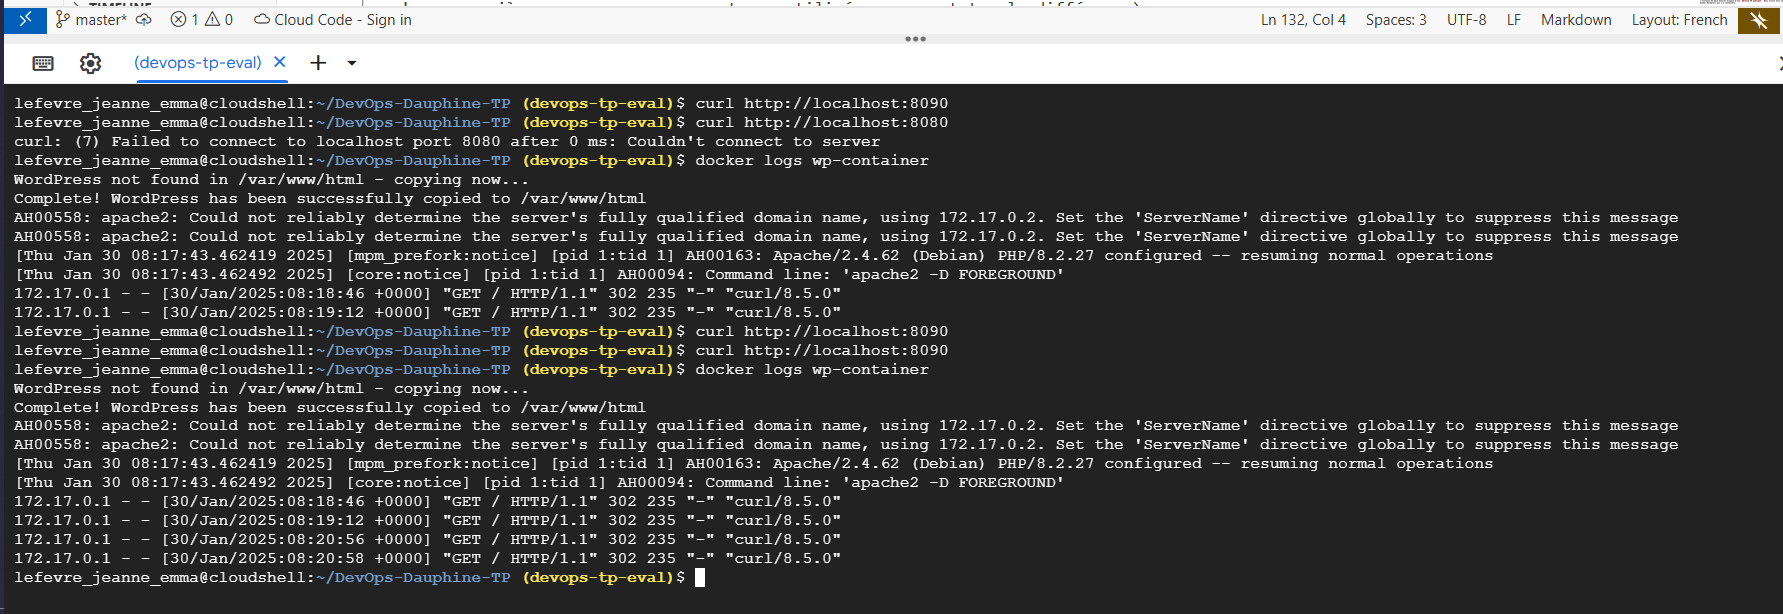 TIMELINE
master* 1 0 Cloud Code - Sign in Ln 132, Col 4 Spaces: 3 UTF-8 LF Markdown Layout: French
(devops-tp-eval)
lefevre_jeanne_emma@cloudshell:~/DevOps-Dauphine-TP (devops-tp-eval)$ curl http://localhost:8090
lefevre_jeanne_emma@cloudshell:~/DevOps-Dauphine-TP (devops-tp-eval)$ curl http://localhost:8080
curl: (7) Failed to connect to localhost port 8080 after 0 ms: Couldn't connect to server
lefevre_jeanne_emma@cloudshell:~/DevOps-Dauphine-TP (devops-tp-eval)$ docker logs wp-container
WordPress not found in /var/www/html - copying now...
Complete! WordPress has been successfully copied to /var/www/html
AH00558: apache2: Could not reliably determine the server's fully qualified domain name, using 172.17.0.2. Set the 'ServerName' directive globally to suppress this message
AH00558: apache2: Could not reliably determine the server's fully qualified domain name, using 172.17.0.2. Set the 'ServerName' directive globally to suppress this message
[Thu Jan 30 08:17:43.462419 2025] [mpm_prefork:notice] [pid 1:tid 1] AH00163: Apache/2.4.62 (Debian) PHP/8.2.27 configured -- resuming normal operations
[Thu Jan 30 08:17:43.462492 2025] [core:notice] [pid 1:tid 1] AH00094: Command line: 'apache2 -D FOREGROUND'
172.17.0.1 - - [30/Jan/2025:08:18:46 +0000] "GET / HTTP/1.1" 302 235 "-" "curl/8.5.0"
172.17.0.1 - - [30/Jan/2025:08:19:12 +0000] "GET / HTTP/1.1" 302 235 "-" "curl/8.5.0"
lefevre_jeanne_emma@cloudshell:~/DevOps-Dauphine-TP (devops-tp-eval)$ curl http://localhost:8090
lefevre_jeanne_emma@cloudshell:~/DevOps-Dauphine-TP (devops-tp-eval)$ curl http://localhost:8090
lefevre_jeanne_emma@cloudshell:~/DevOps-Dauphine-TP (devops-tp-eval)$ docker logs wp-container
WordPress not found in /var/www/html - copying now...
Complete! WordPress has been successfully copied to /var/www/html
AH00558: apache2: Could not reliably determine the server's fully qualified domain name, using 172.17.0.2. Set the 'ServerName' directive globally to suppress this message
AH00558: apache2: Could not reliably determine the server's fully qualified domain name, using 172.17.0.2. Set the 'ServerName' directive globally to suppress this message
[Thu Jan 30 08:17:43.462419 2025] [mpm_prefork:notice] [pid 1:tid 1] AH00163: Apache/2.4.62 (Debian) PHP/8.2.27 configured -- resuming normal operations
[Thu Jan 30 08:17:43.462492 2025] [core:notice] [pid 1:tid 1] AH00094: Command line: 'apache2 -D FOREGROUND'
172.17.0.1 - - [30/Jan/2025:08:18:46 +0000] "GET / HTTP/1.1" 302 235 "-" "curl/8.5.0"
172.17.0.1 - - [30/Jan/2025:08:19:12 +0000] "GET / HTTP/1.1" 302 235 "-" "curl/8.5.0"
172.17.0.1 - - [30/Jan/2025:08:20:56 +0000] "GET / HTTP/1.1" 302 235 "-" "curl/8.5.0"
172.17.0.1 - - [30/Jan/2025:08:20:58 +0000] "GET / HTTP/1.1" 302 235 "-" "curl/8.5.0"
lefevre_jeanne_emma@cloudshell:~/DevOps-Dauphine-TP (devops-tp-eval)$